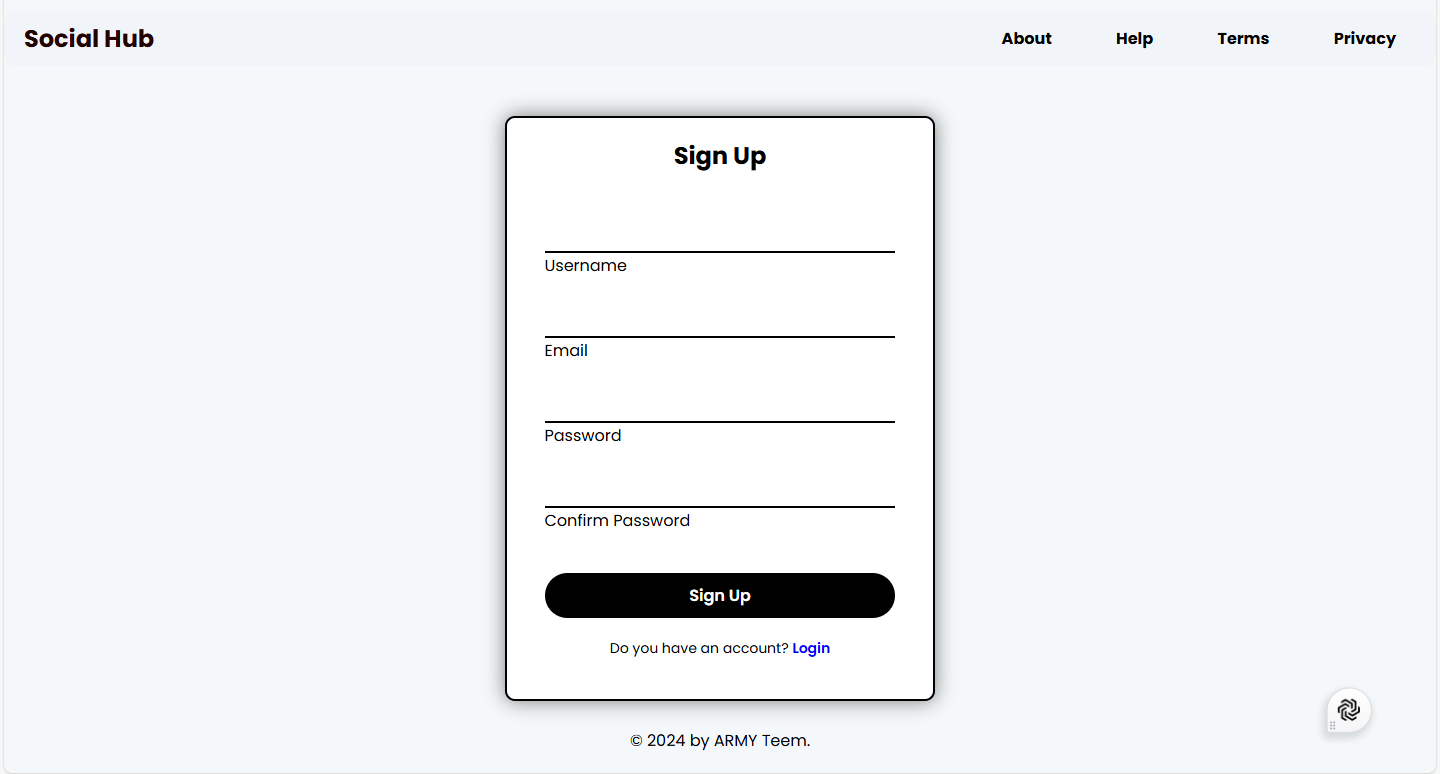 Social Hub
About
Help
Terms
Privacy
Sign Up
Username
Email
Password
Confirm Password
Sign Up
Do you have an account? Login
© 2024 by ARMY Teem.